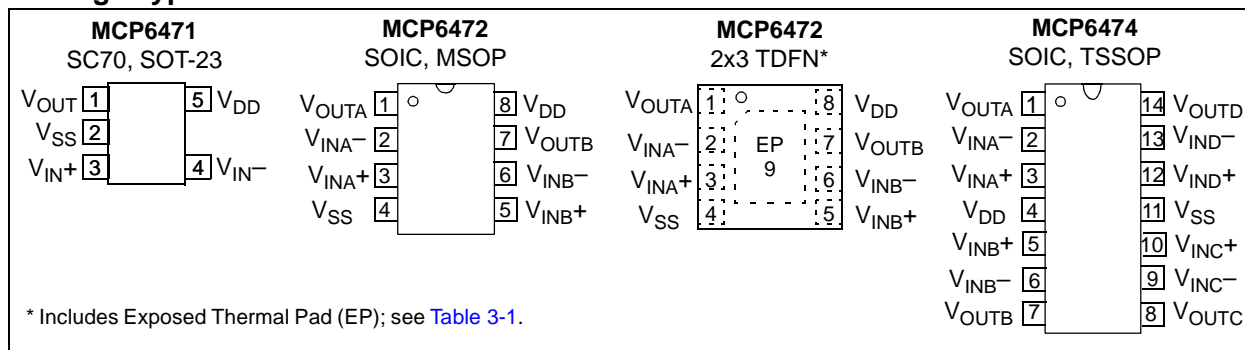 MCP6471
SC70, SOT-23
VOUT 1
VSS 2
VIN+ 3
5 VDD
4 VIN–
MCP6472
SOIC, MSOP
VOUTA 1
VINA– 2
VINA+ 3
VSS 4
8 VDD
7 VOUTB
6 VINB–
5 VINB+
MCP6472
2x3 TDFN*
VOUTA 1
VINA– 2
VINA+ 3
VSS 4
EP
9
8 VDD
7 VOUTB
6 VINB–
5 VINB+
MCP6474
SOIC, TSSOP
VOUTA 1
VINA– 2
VINA+ 3
VDD 4
VINB+ 5
VINB– 6
VOUTB 7
14 VOUTD
13 VIND–
12 VIND+
11 VSS
10 VINC+
9 VINC–
8 VOUTC
* Includes Exposed Thermal Pad (EP); see Table 3-1.